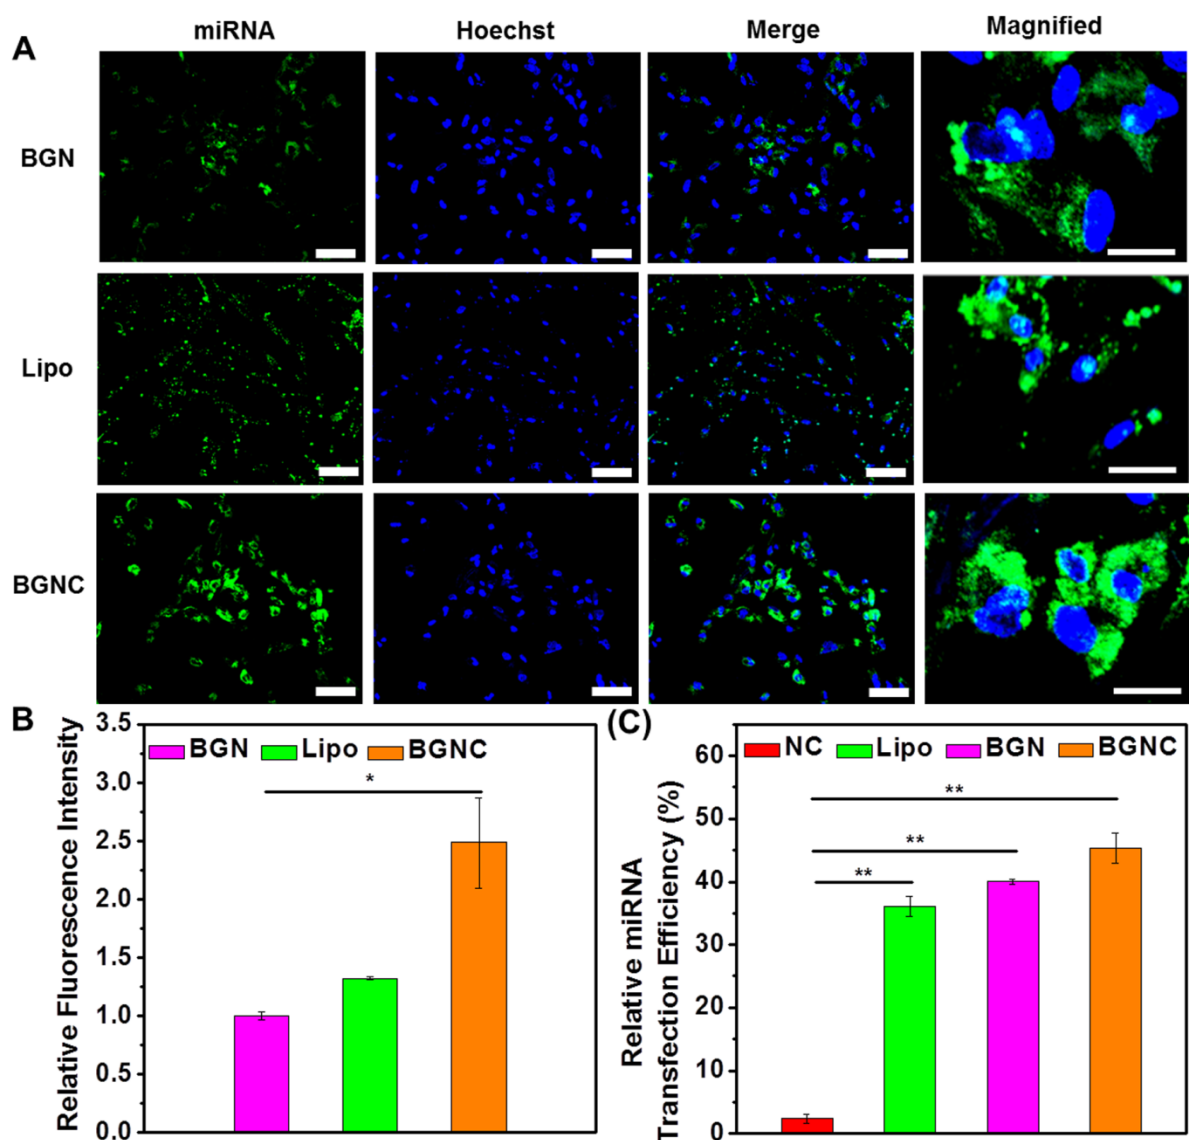 A
miRNA Hoechst Merge Magnified
BGN
Lipo
BGNC
B
Relative Fluorescence Intensity
3.5
3.0
2.5
2.0
1.5
1.0
0.5
0.0
BGN Lipo BGNC
*
(C)
Relative miRNA
Transfection Efficiency (%)
60
50
40
30
20
10
0
NC Lipo BGN BGNC
**
**
**